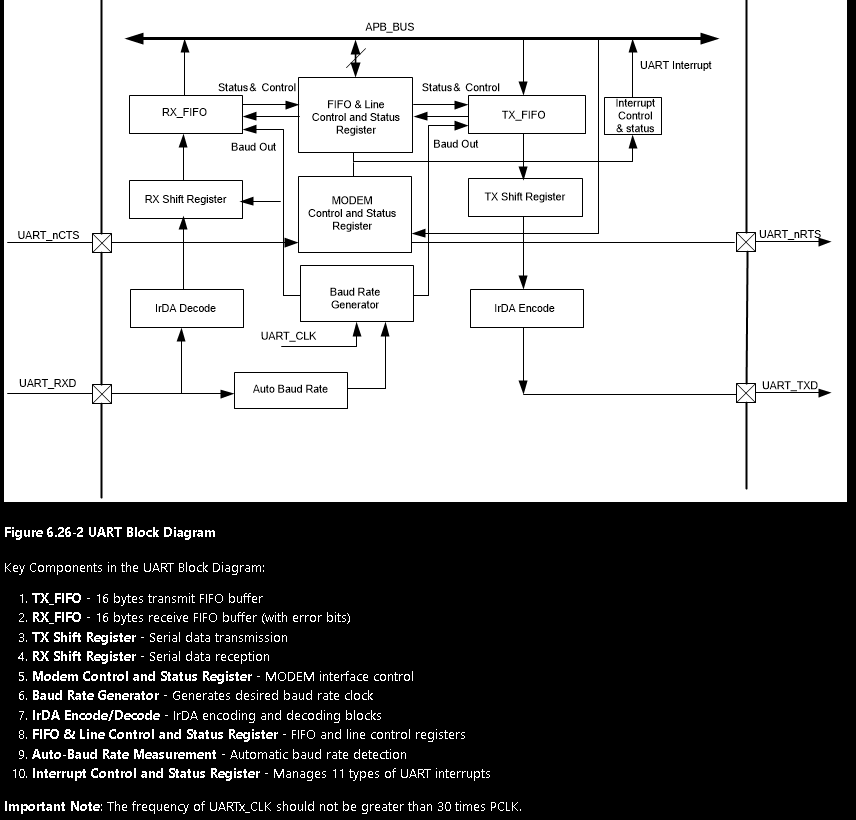 APB_BUS
UART Interrupt
Status & Control
Status & Control
RX_FIFO
FIFO & Line
Control and Status
Register
TX_FIFO
Interrupt
Control
& status
Baud Out
Baud Out
RX Shift Register
MODEM
Control and Status
Register
TX Shift Register
UART_nCTS
UART_nRTS
IrDA Decode
Baud Rate
Generator
IrDA Encode
UART_CLK
UART_RXD
Auto Baud Rate
UART_TXD
Figure 6.26-2 UART Block Diagram
Key Components in the UART Block Diagram:
1. TX_FIFO - 16 bytes transmit FIFO buffer
2. RX_FIFO - 16 bytes receive FIFO buffer (with error bits)
3. TX Shift Register - Serial data transmission
4. RX Shift Register - Serial data reception
5. Modem Control and Status Register - MODEM interface control
6. Baud Rate Generator - Generates desired baud rate clock
7. IrDA Encode/Decode - IrDA encoding and decoding blocks
8. FIFO & Line Control and Status Register - FIFO and line control registers
9. Auto-Baud Rate Measurement - Automatic baud rate detection
10. Interrupt Control and Status Register - Manages 11 types of UART interrupts
Important Note: The frequency of UARTx_CLK should not be greater than 30 times PCLK.